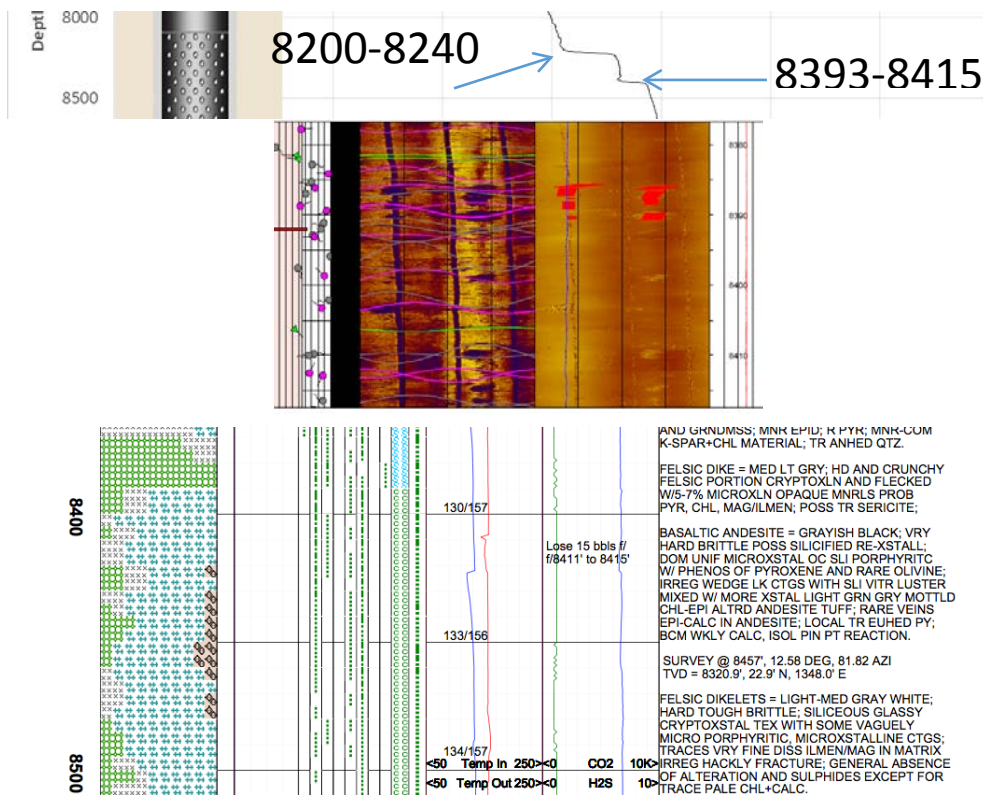 8000
Deptl
8200-8240
8393-8415
8500
8380
8390
8400
8410
AND GRNDMSS; MNR EPID; R PYR; MNR-COM
K-SPAR+CHL MATERIAL; TR ANHED QTZ.
FELSIC DIKE = MED LT GRY; HD AND CRUNCHY
FELSIC PORTION CRYPTOXLN AND FLECKED
W/5-7% MICROXLN OPAQUE MNRLS PROB
PYR, CHL, MAG/ILMEN; POSS TR SERICITE;
8400
130/157
Lose 15 bbls f/
f/8411' to 8415'
BASALTIC ANDESITE = GRAYISH BLACK; VRY
HARD BRITTLE POSS SILICIFIED RE-XSTALL;
DOM UNIF MICROXSTAL OC SLI PORPHYRITC
W/ PHENOS OF PYROXENE AND RARE OLIVINE;
IRREG WEDGE LK CTGS WITH SLI VITR LUSTER
MIXED W/ MORE XSTAL LIGHT GRN GRY MOTTLD
CHL-EPI ALTRD ANDESITE TUFF; RARE VEINS
EPI-CALC IN ANDESITE; LOCAL TR EUHED PY;
BCM WKLY CALC, ISOL PIN PT REACTION.
133/156
SURVEY @ 8457', 12.58 DEG, 81.82 AZI
TVD = 8320.9', 22.9' N, 1348.0' E
FELSIC DIKELETS = LIGHT-MED GRAY WHITE;
HARD TOUGH BRITTLE; SILICEOUS GLASSY
CRYPTOXSTAL TEX WITH SOME VAGUELY
MICRO PORPHYRITIC, MICROXSTALLINE CTGS;
TRACES VRY FINE DISS ILMEN/MAG IN MATRIX
IRREG HACKLY FRACTURE; GENERAL ABSENCE
OF ALTERATION AND SULPHIDES EXCEPT FOR
TRACE PALE CHL+CALC.
134/157
8500
<50 Temp In 250><0 CO2 10K>
<50 Temp Out 250><0 H2S 10>